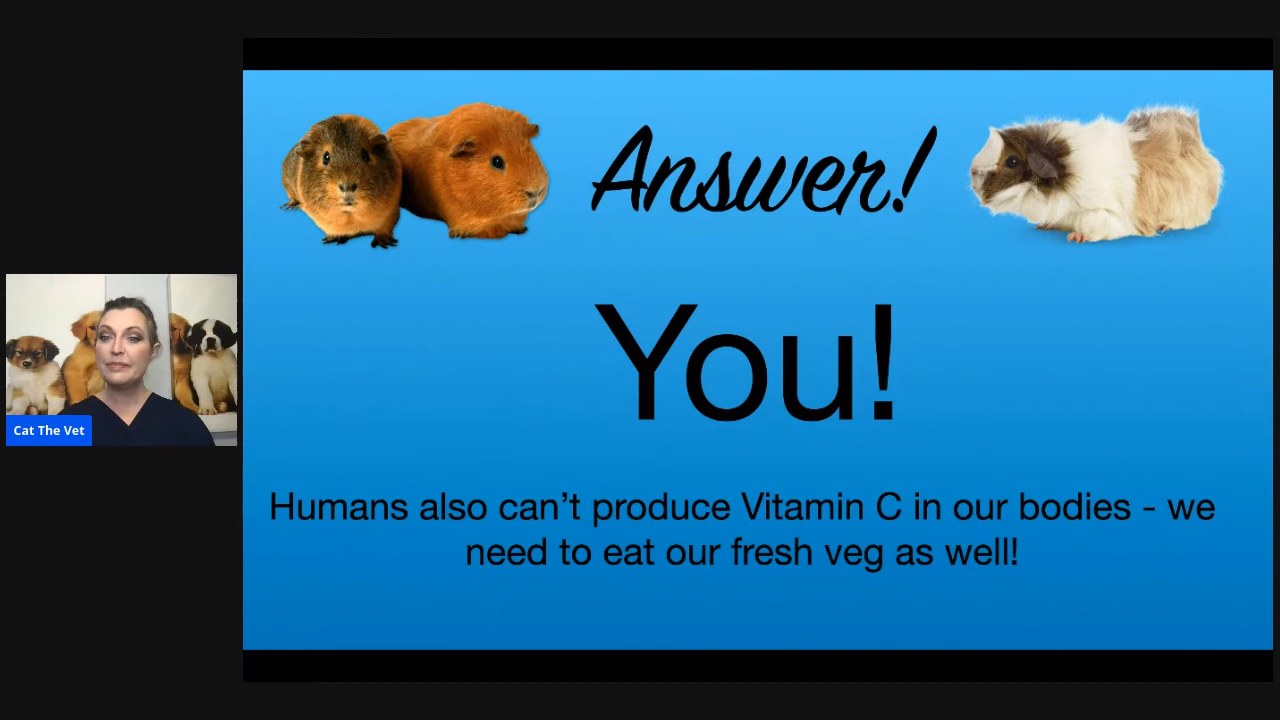 Answer!
You!
Humans also can't produce Vitamin C in our bodies - we
need to eat our fresh veg as well!
Cat The Vet